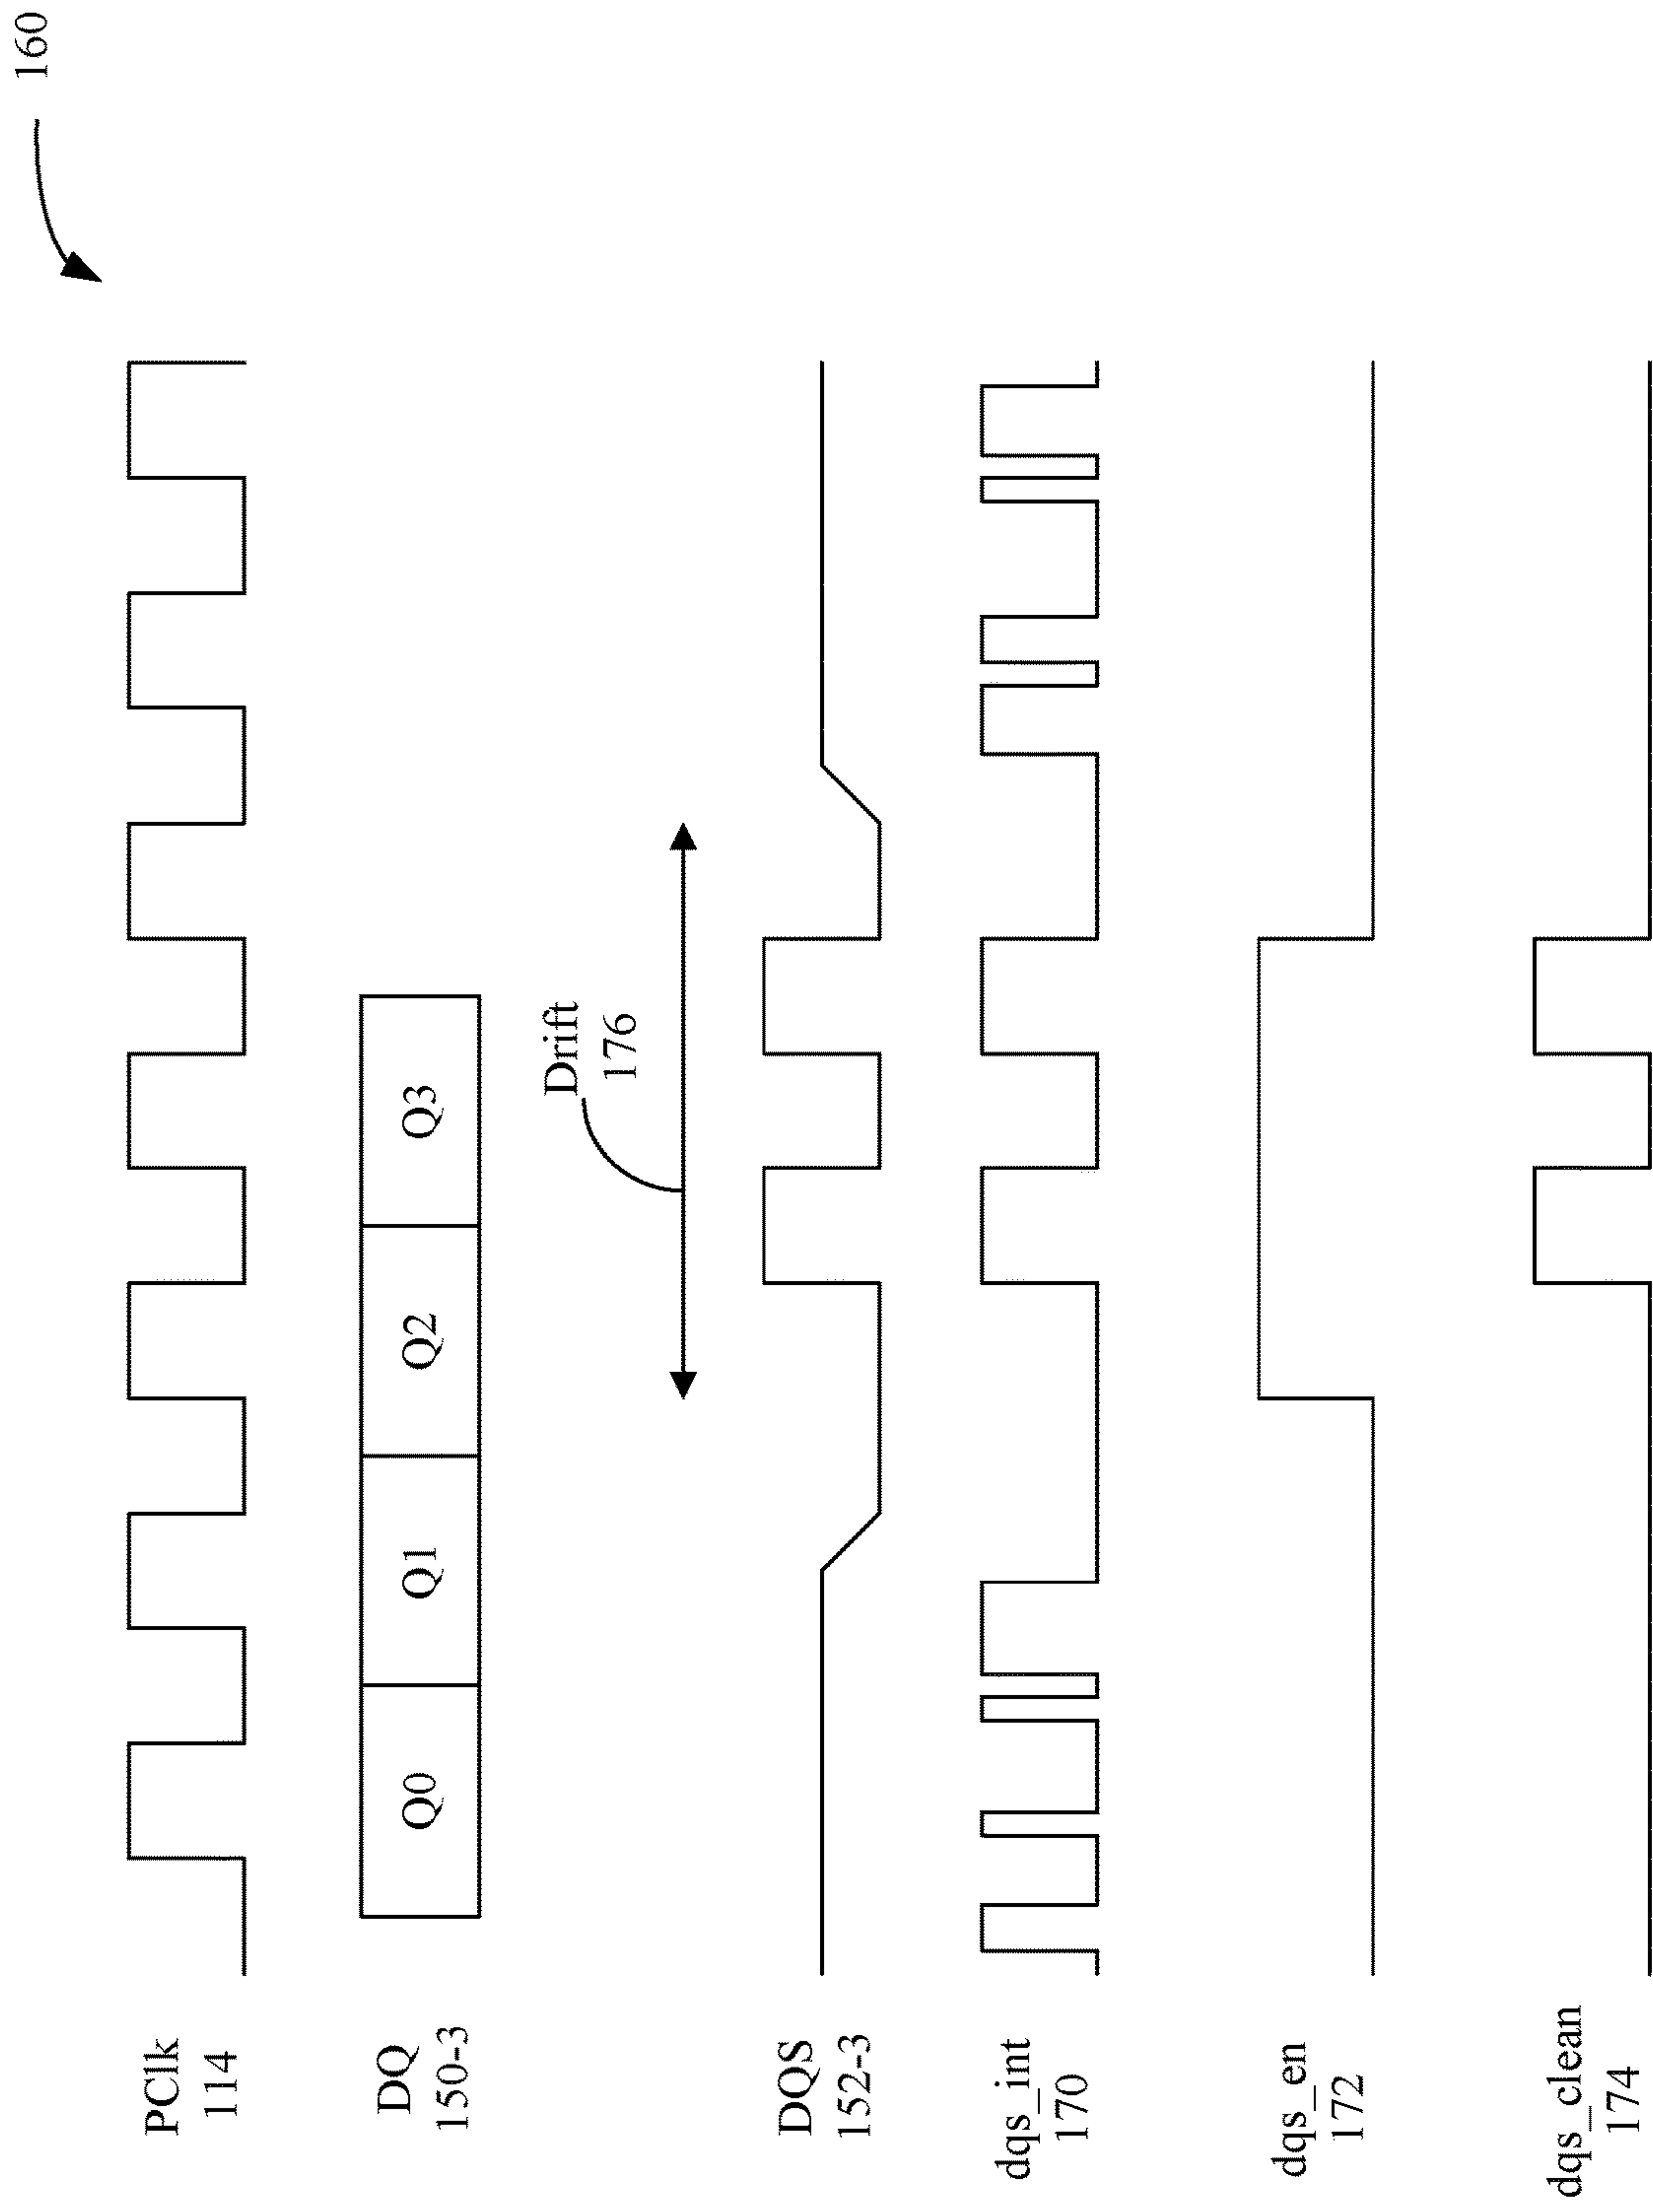 160
PClk
114
DQ
150-3
Q0
Q1
Q2
Q3
Drift
176
DQS
152-3
dqs_int
170
dqs_en
172
dqs_clean
174